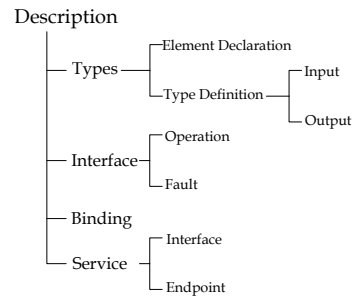 Description
Types
Element Declaration
Type Definition
Input
Output
Interface
Operation
Fault
Binding
Service
Interface
Endpoint